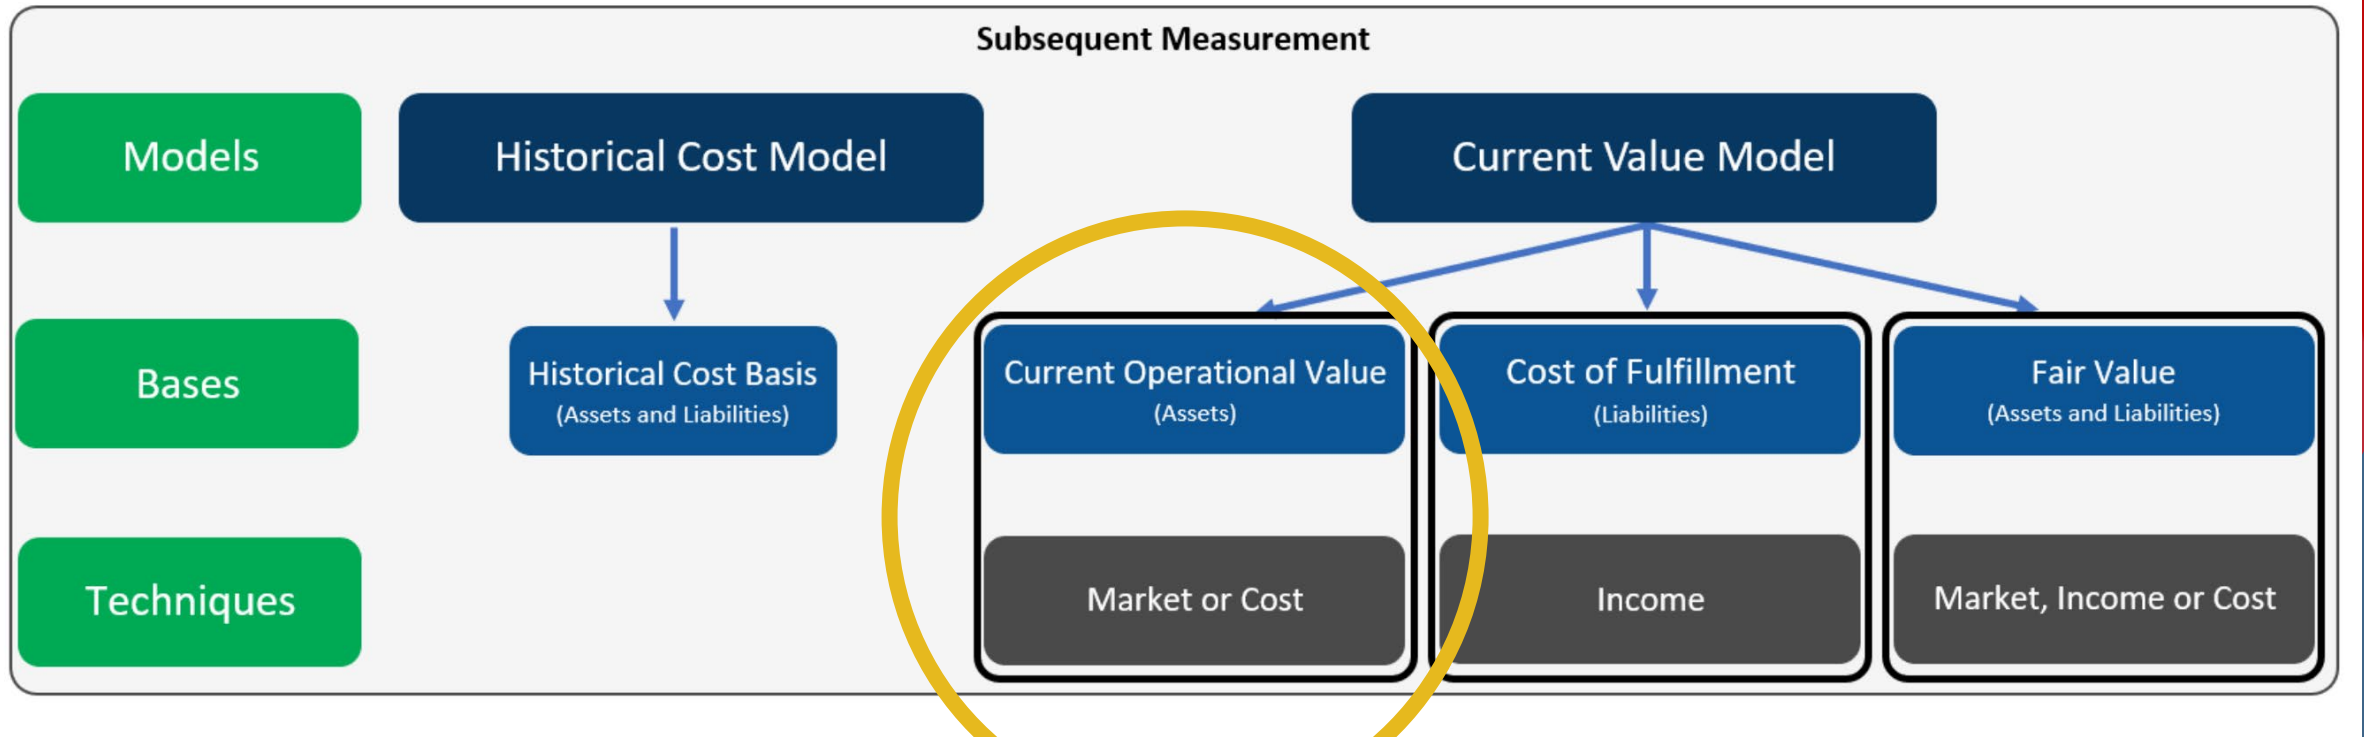 Subsequent Measurement
Models
Historical Cost Model
Current Value Model
Bases
Historical Cost Basis
(Assets and Liabilities)
Current Operational Value
(Assets)
Cost of Fulfillment
(Liabilities)
Fair Value
(Assets and Liabilities)
Techniques
Market or Cost
Income
Market, Income or Cost